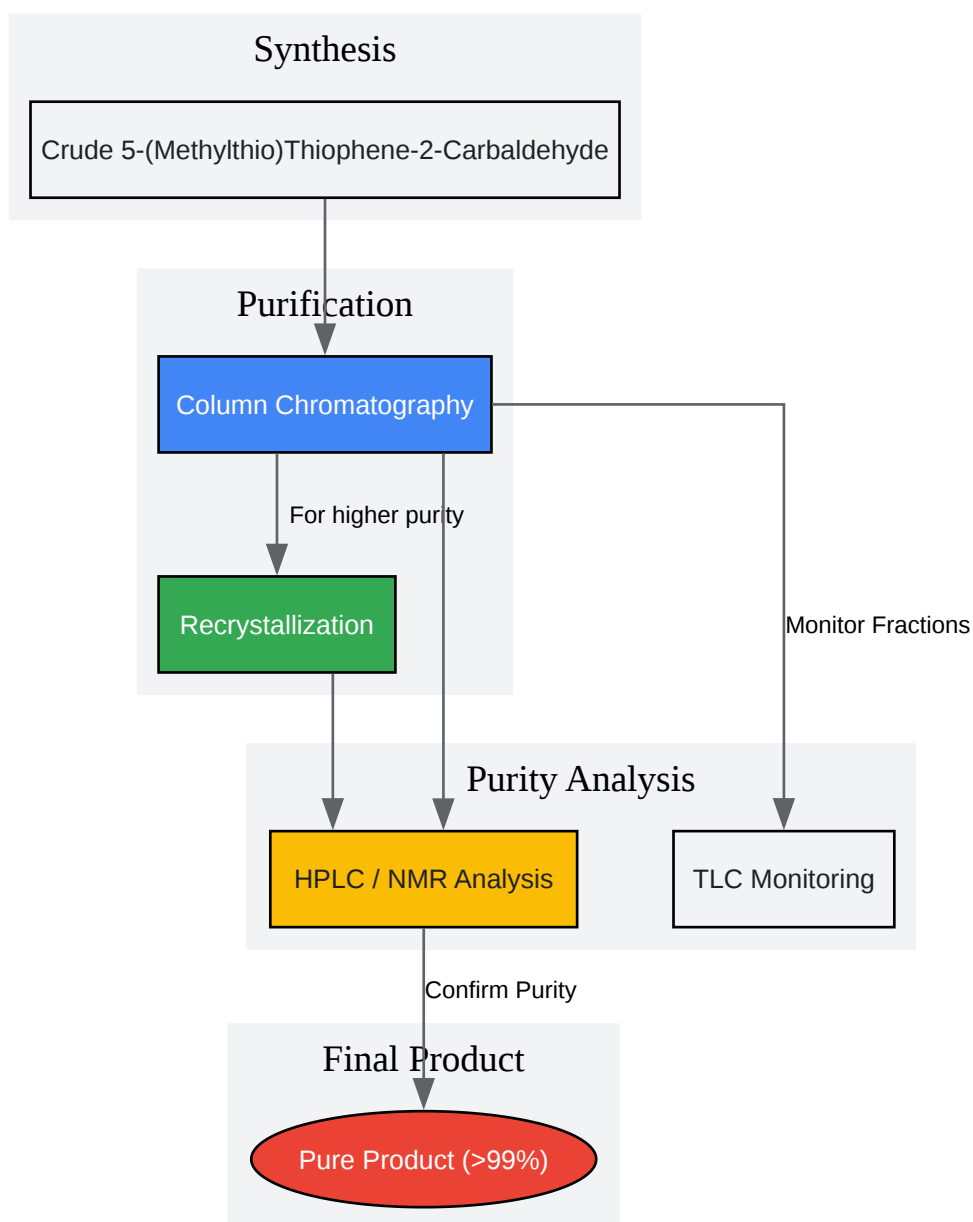 Synthesis
Crude 5-(Methylthio)Thiophene-2-Carbaldehyde
Purification
Column Chromatography
For higher purity
Recrystallization
Monitor Fractions
Purity Analysis
HPLC / NMR Analysis
TLC Monitoring
Confirm Purity
Final Product
Pure Product (>99%)